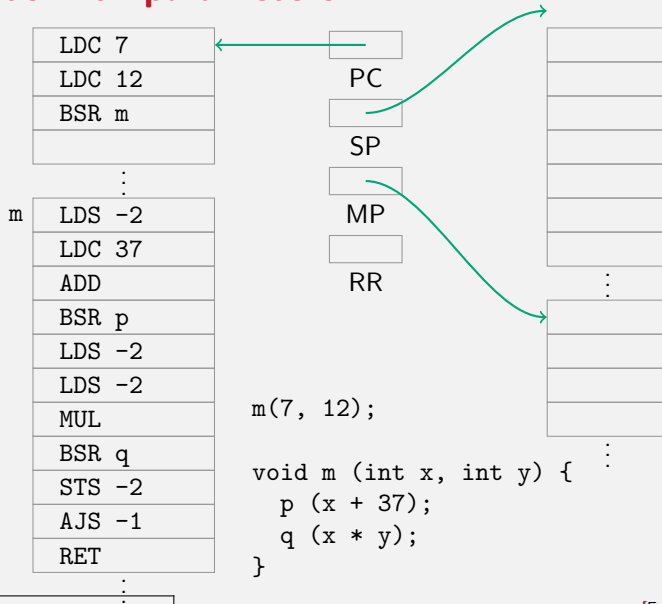 LDC 7
LDC 12
BSR m
m LDS -2
LDC 37
ADD
BSR p
LDS -2
LDS -2
MUL
BSR q
STS -2
AJS -1
RET
PC
SP
MP
RR
m(7, 12);
void m (int x, int y) {
p (x + 37);
q (x * y);
}